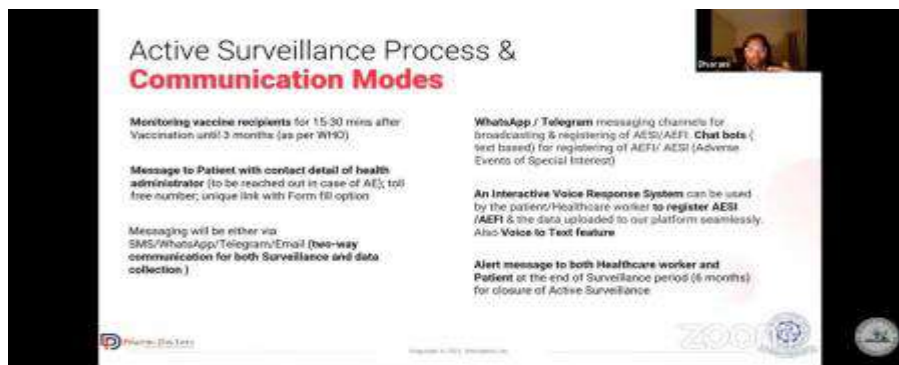 Active Surveillance Process &
Communication Modes
Monitoring vaccine recipients for 15-30 mins after
Vaccination until 3 months (as per WHO)
Message to Patient with contact detail of health
administrator (to be reached out in case of AE); toll
free number; unique link with Form fill option
Messaging will be either via
SMS/WhatsApp/Telegram/Email (two-way
communication for both Surveillance and data
collection )
WhatsApp / Telegram messaging channels for
broadcasting & registering of AESI/AEFI. Chat bots (
text based) for registering of AEFI/ AESI (Adverse
Events of Special Interest)
An Interactive Voice Response System can be used
by the patient/Healthcare worker to register AESI
/AEFI & the data uploaded to our platform seamlessly.
Also Voice to Text feature
Alert message to both Healthcare worker and
Patient at the end of Surveillance period (6 months)
for closure of Active Surveillance
Dharani
zoom